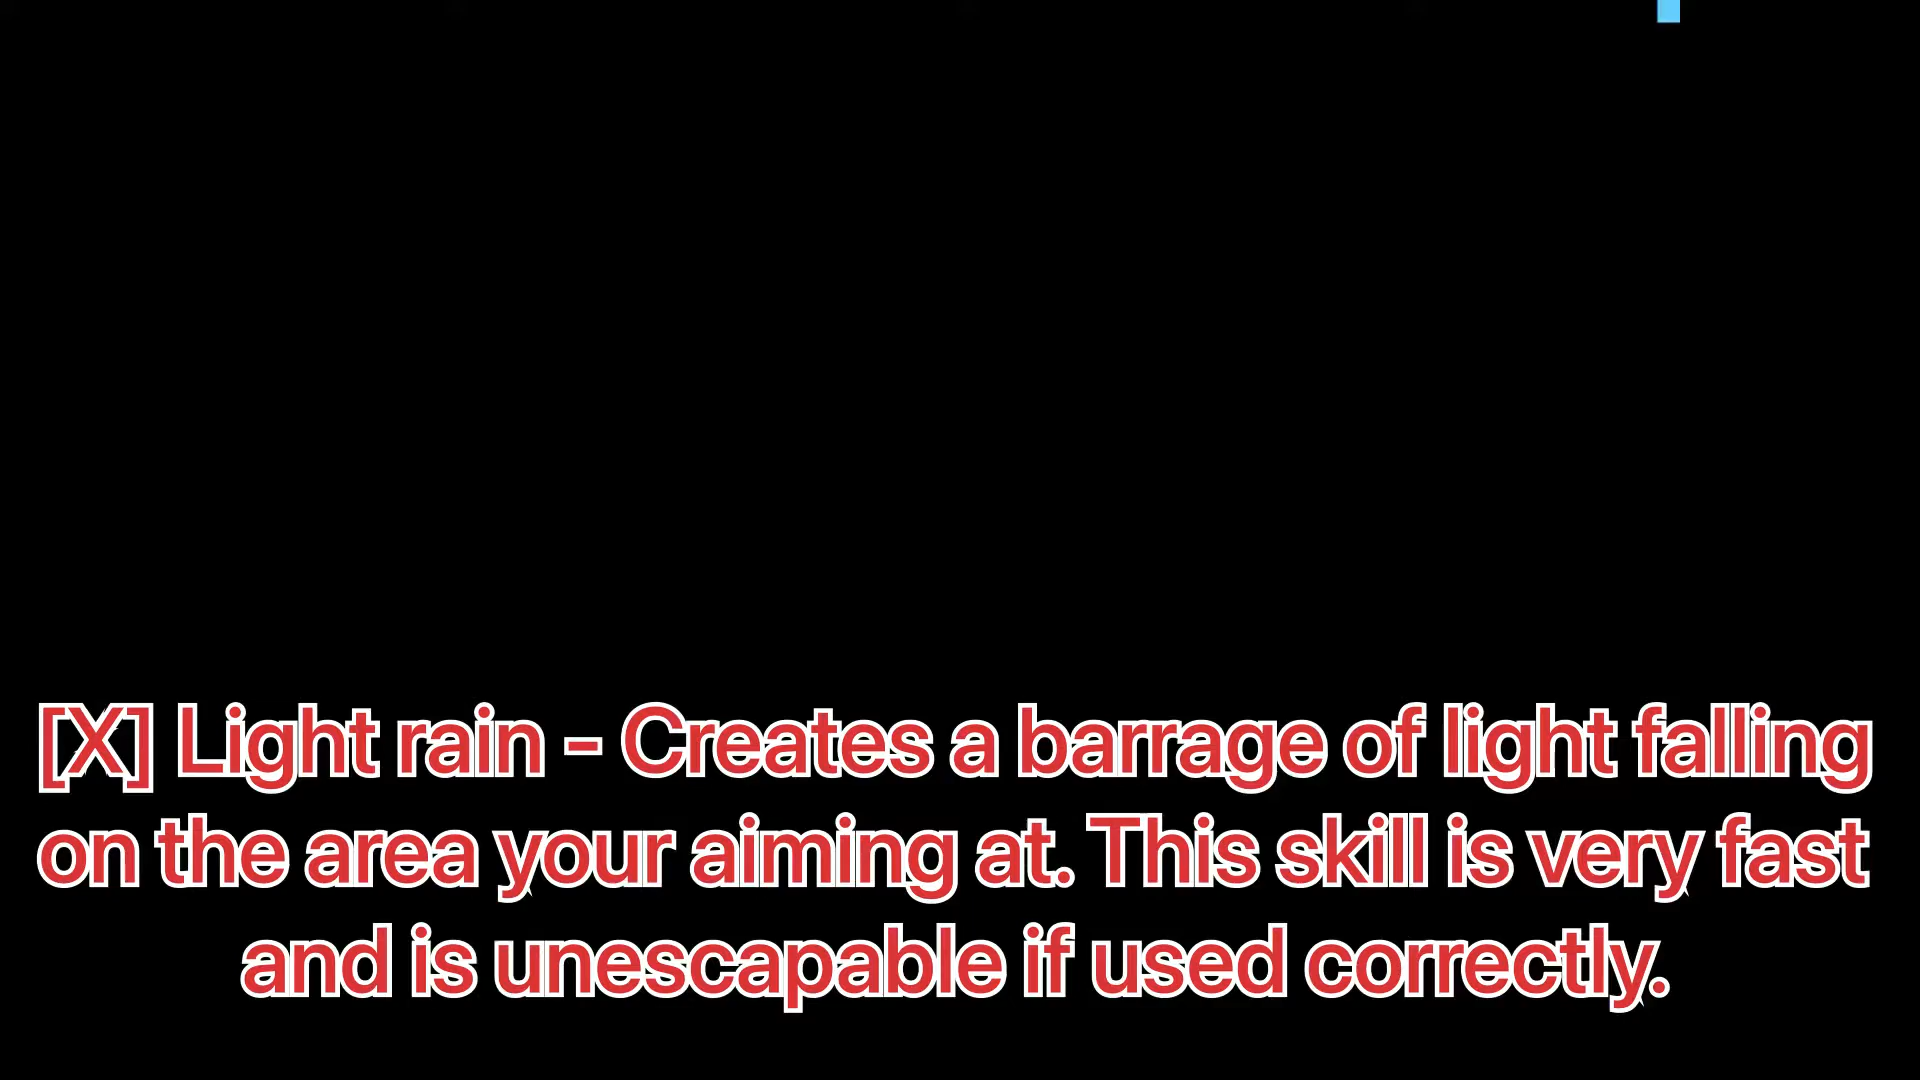 [X] Light rain - Creates a barrage of light falling
on the area your aiming at. This skill is very fast
and is unescapable if used correctly.